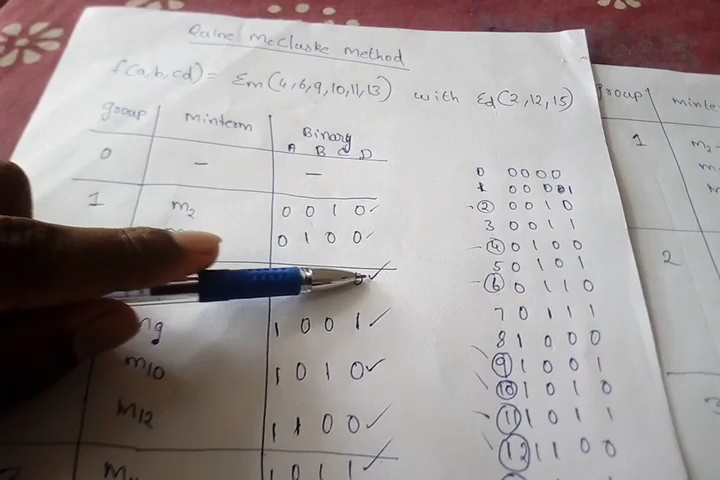 Quine McCluske Method
f(a,b,cd) = Σm(4,6,9,10,11,13) with Σd(2,12,15)
group minterm Binary
A B C D
0 – –
1 m2 0 0 1 0 ✓
0 1 0 0 ✓
✓
m9 1 0 0 1 ✓
m10 1 0 1 0 ✓
m12 1 1 0 0 ✓
1 0 1 1 ✓
0 0 0 0 0
1 0 0 0 1
2 0 0 1 0
3 0 0 1 1
4 0 1 0 0
5 0 1 0 1
6 0 1 1 0
7 0 1 1 1
8 1 0 0 0
9 1 0 0 1
10 1 0 1 0
11 1 0 1 1
12 1 1 0 0
group minte
1 m2
2
3